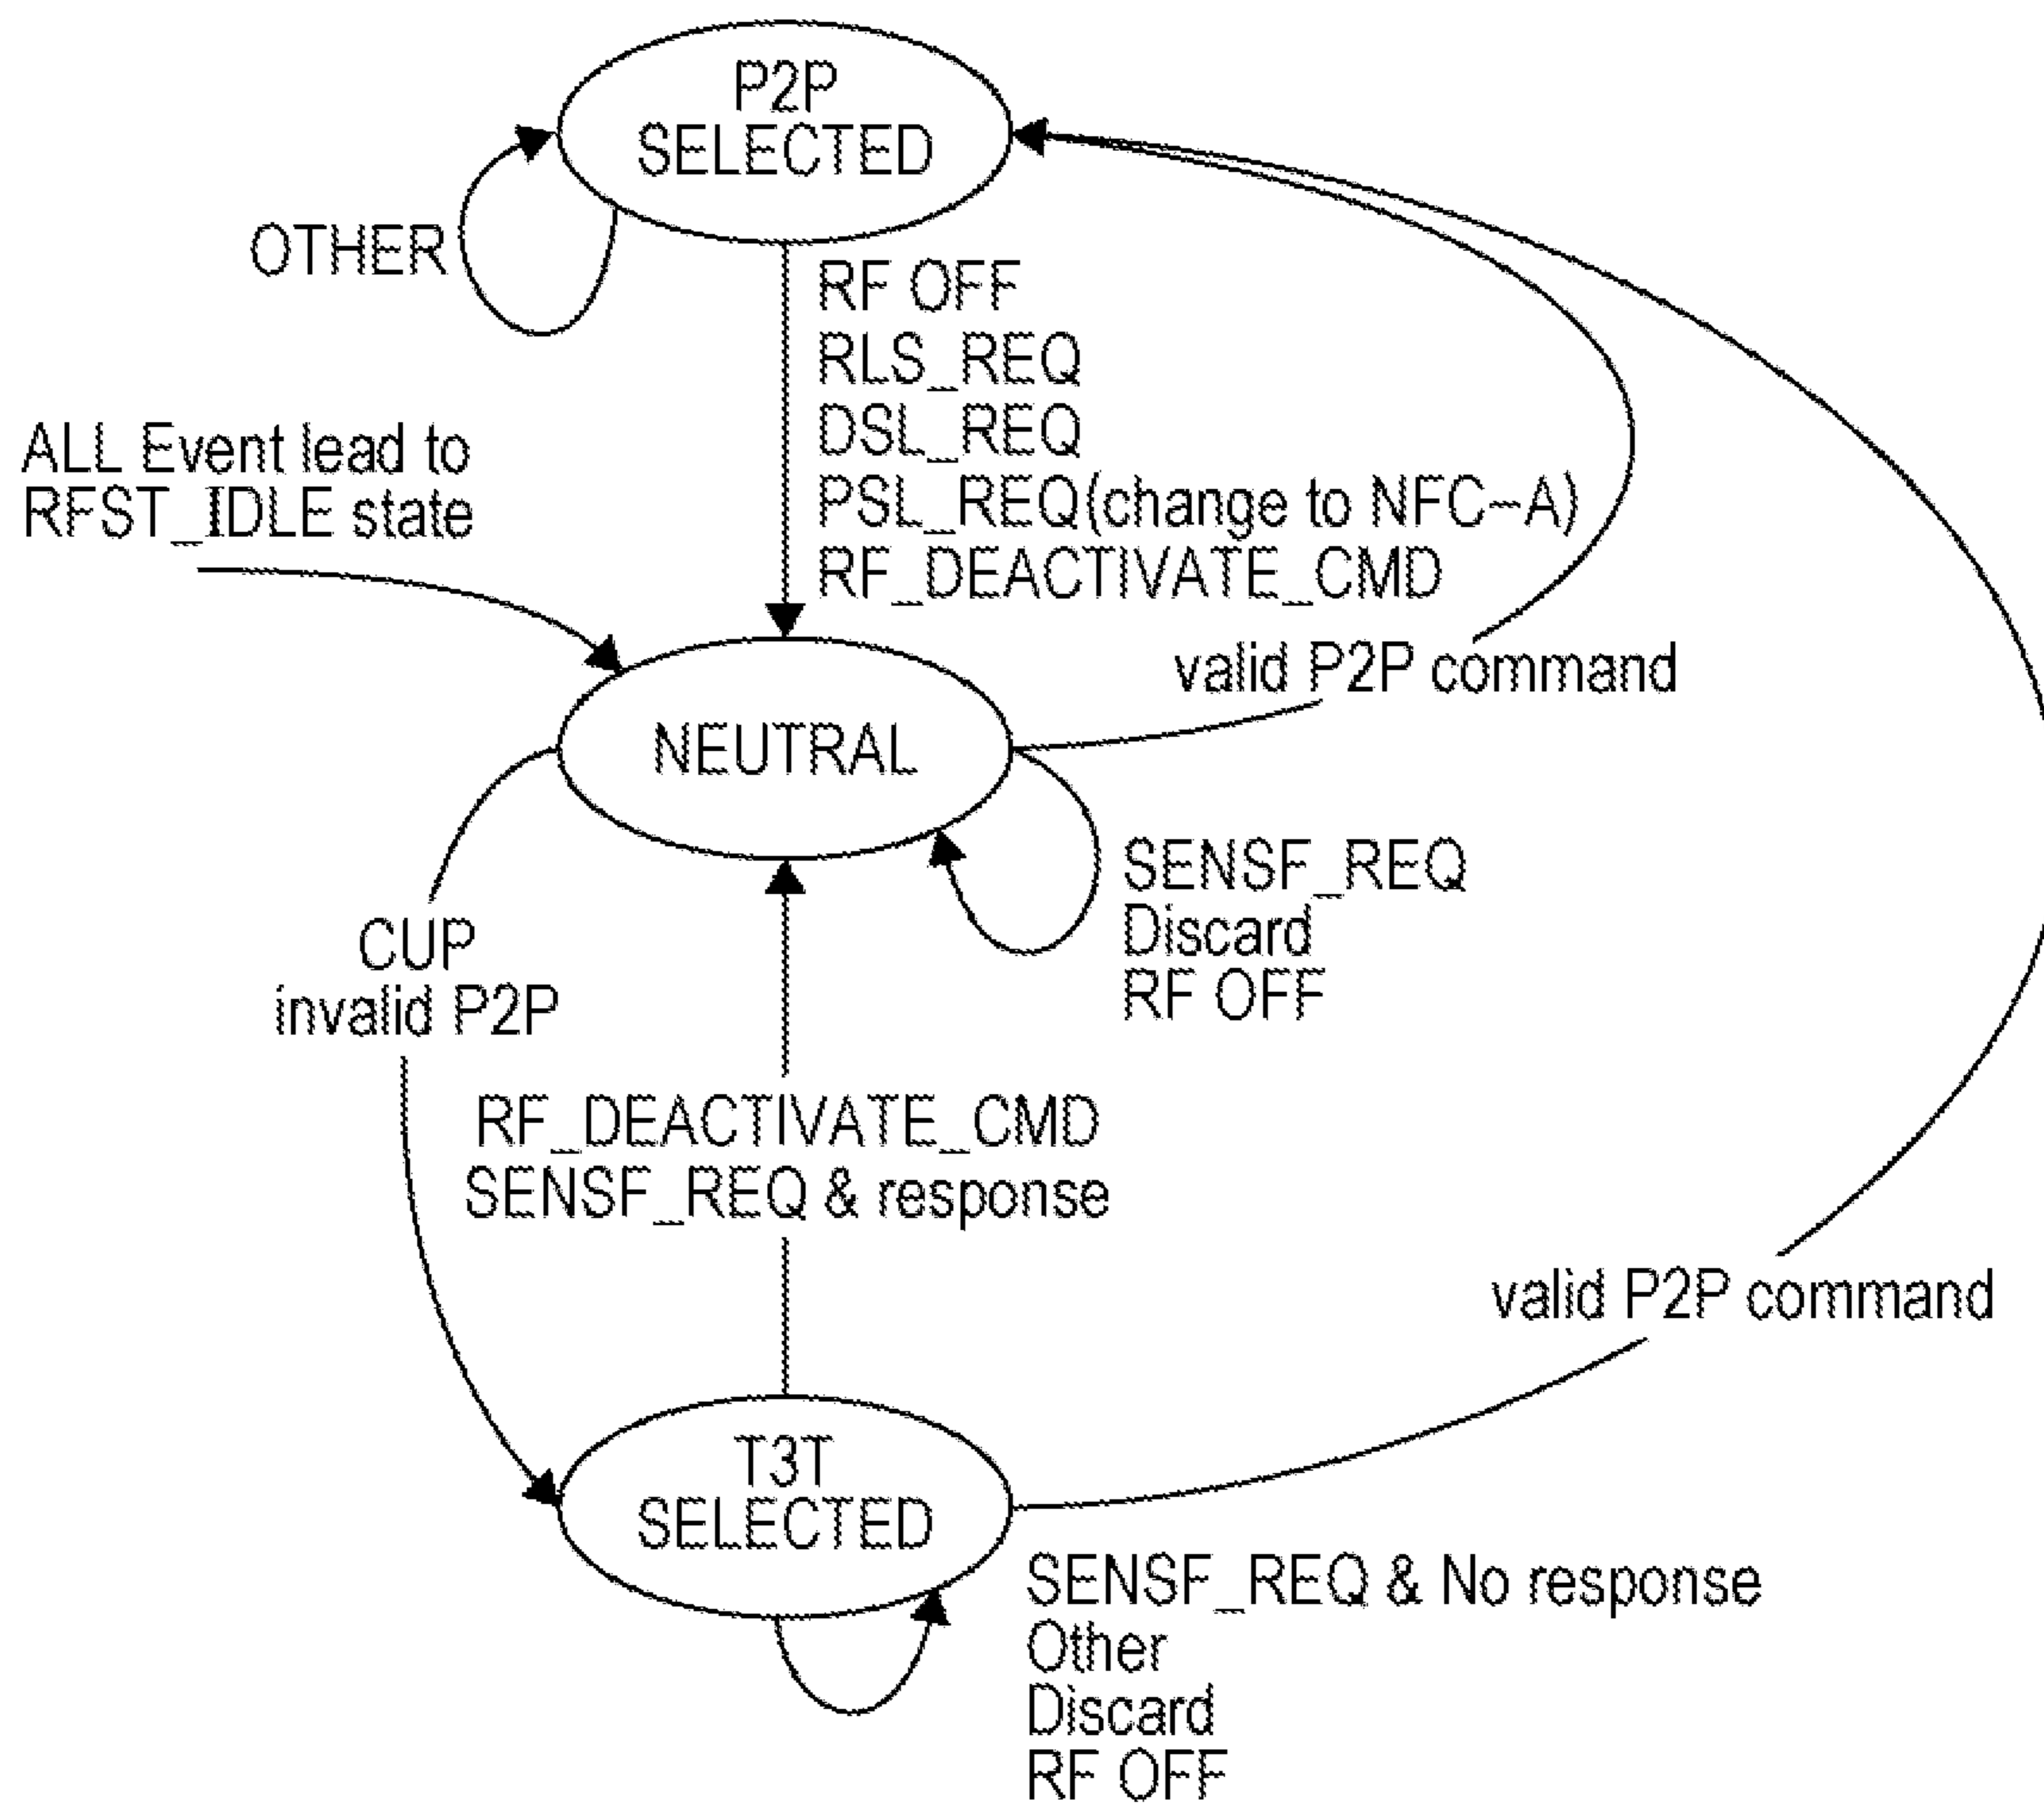 P2P
SELECTED
OTHER
RF OFF
RLS_REQ
DSL_REQ
PSL_REQ(change to NFC-A)
RF_DEACTIVATE_CMD
ALL Event lead to
RFST_IDLE state
valid P2P command
NEUTRAL
SENSF_REQ
Discard
RF OFF
CUP
invalid P2P
RF_DEACTIVATE_CMD
SENSF_REQ & response
valid P2P command
T3T
SELECTED
SENSF_REQ & No response
Other
Discard
RF OFF